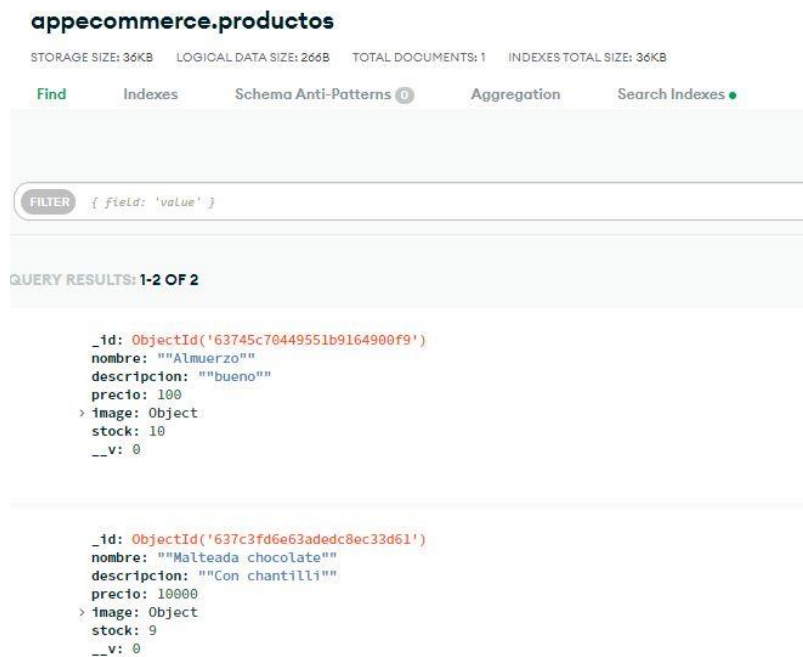 appecommerce.productos
STORAGE SIZE: 36KB LOGICAL DATA SIZE: 266B TOTAL DOCUMENTS: 1 INDEXES TOTAL SIZE: 36KB
Find Indexes Schema Anti-Patterns 0 Aggregation Search Indexes
FILTER { field: 'value' }
QUERY RESULTS: 1-2 OF 2
_id: ObjectId('63745c70449551b9164900f9')
nombre: ""Almuerzo""
descripcion: ""bueno""
precio: 100
> image: Object
stock: 10
__v: 0
_id: ObjectId('637c3fd6e63adedc8ec33d61')
nombre: ""Malteada chocolate""
descripcion: ""Con chantilli""
precio: 10000
> image: Object
stock: 9
__v: 0